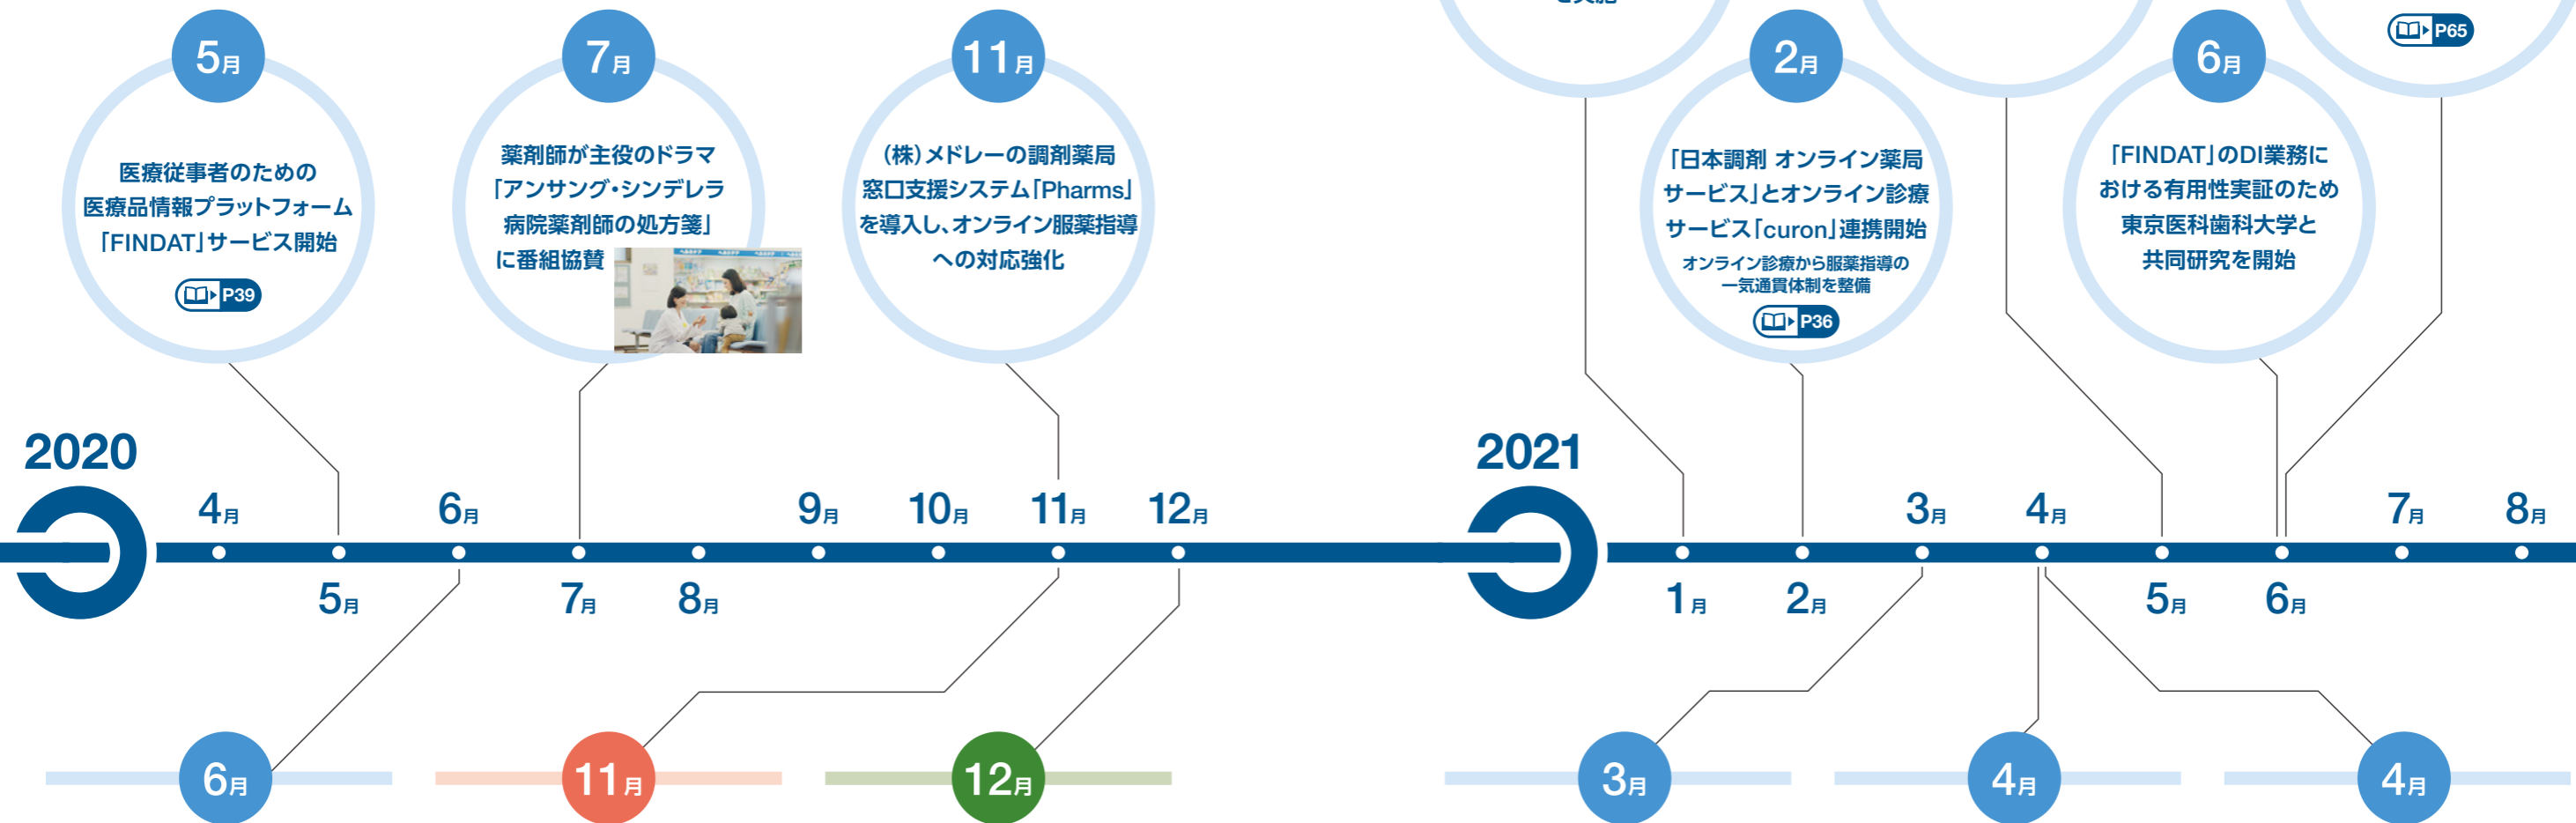 5月
医療従事者のための
医療品情報プラットフォーム
「FINDAT」サービス開始
P39
7月
薬剤師が主役のドラマ
「アンサング・シンデレラ
病院薬剤師の処方箋」
に番組協賛
11月
(株)メドレーの調剤薬局
窓口支援システム「Pharms」
を導入し、オンライン服薬指導
への対応強化
2月
「日本調剤 オンライン薬局
サービス」とオンライン診療
サービス「curon」連携開始
オンライン診療から服薬指導の
一気通貫体制を整備
P36
6月
「FINDAT」のDI業務に
おける有用性実証のため
東京医科歯科大学と
共同研究を開始
P65
2020
4月
5月
6月
7月
8月
9月
10月
11月
12月
2021
1月
2月
3月
4月
5月
6月
7月
8月
6月
11月
12月
3月
4月
4月